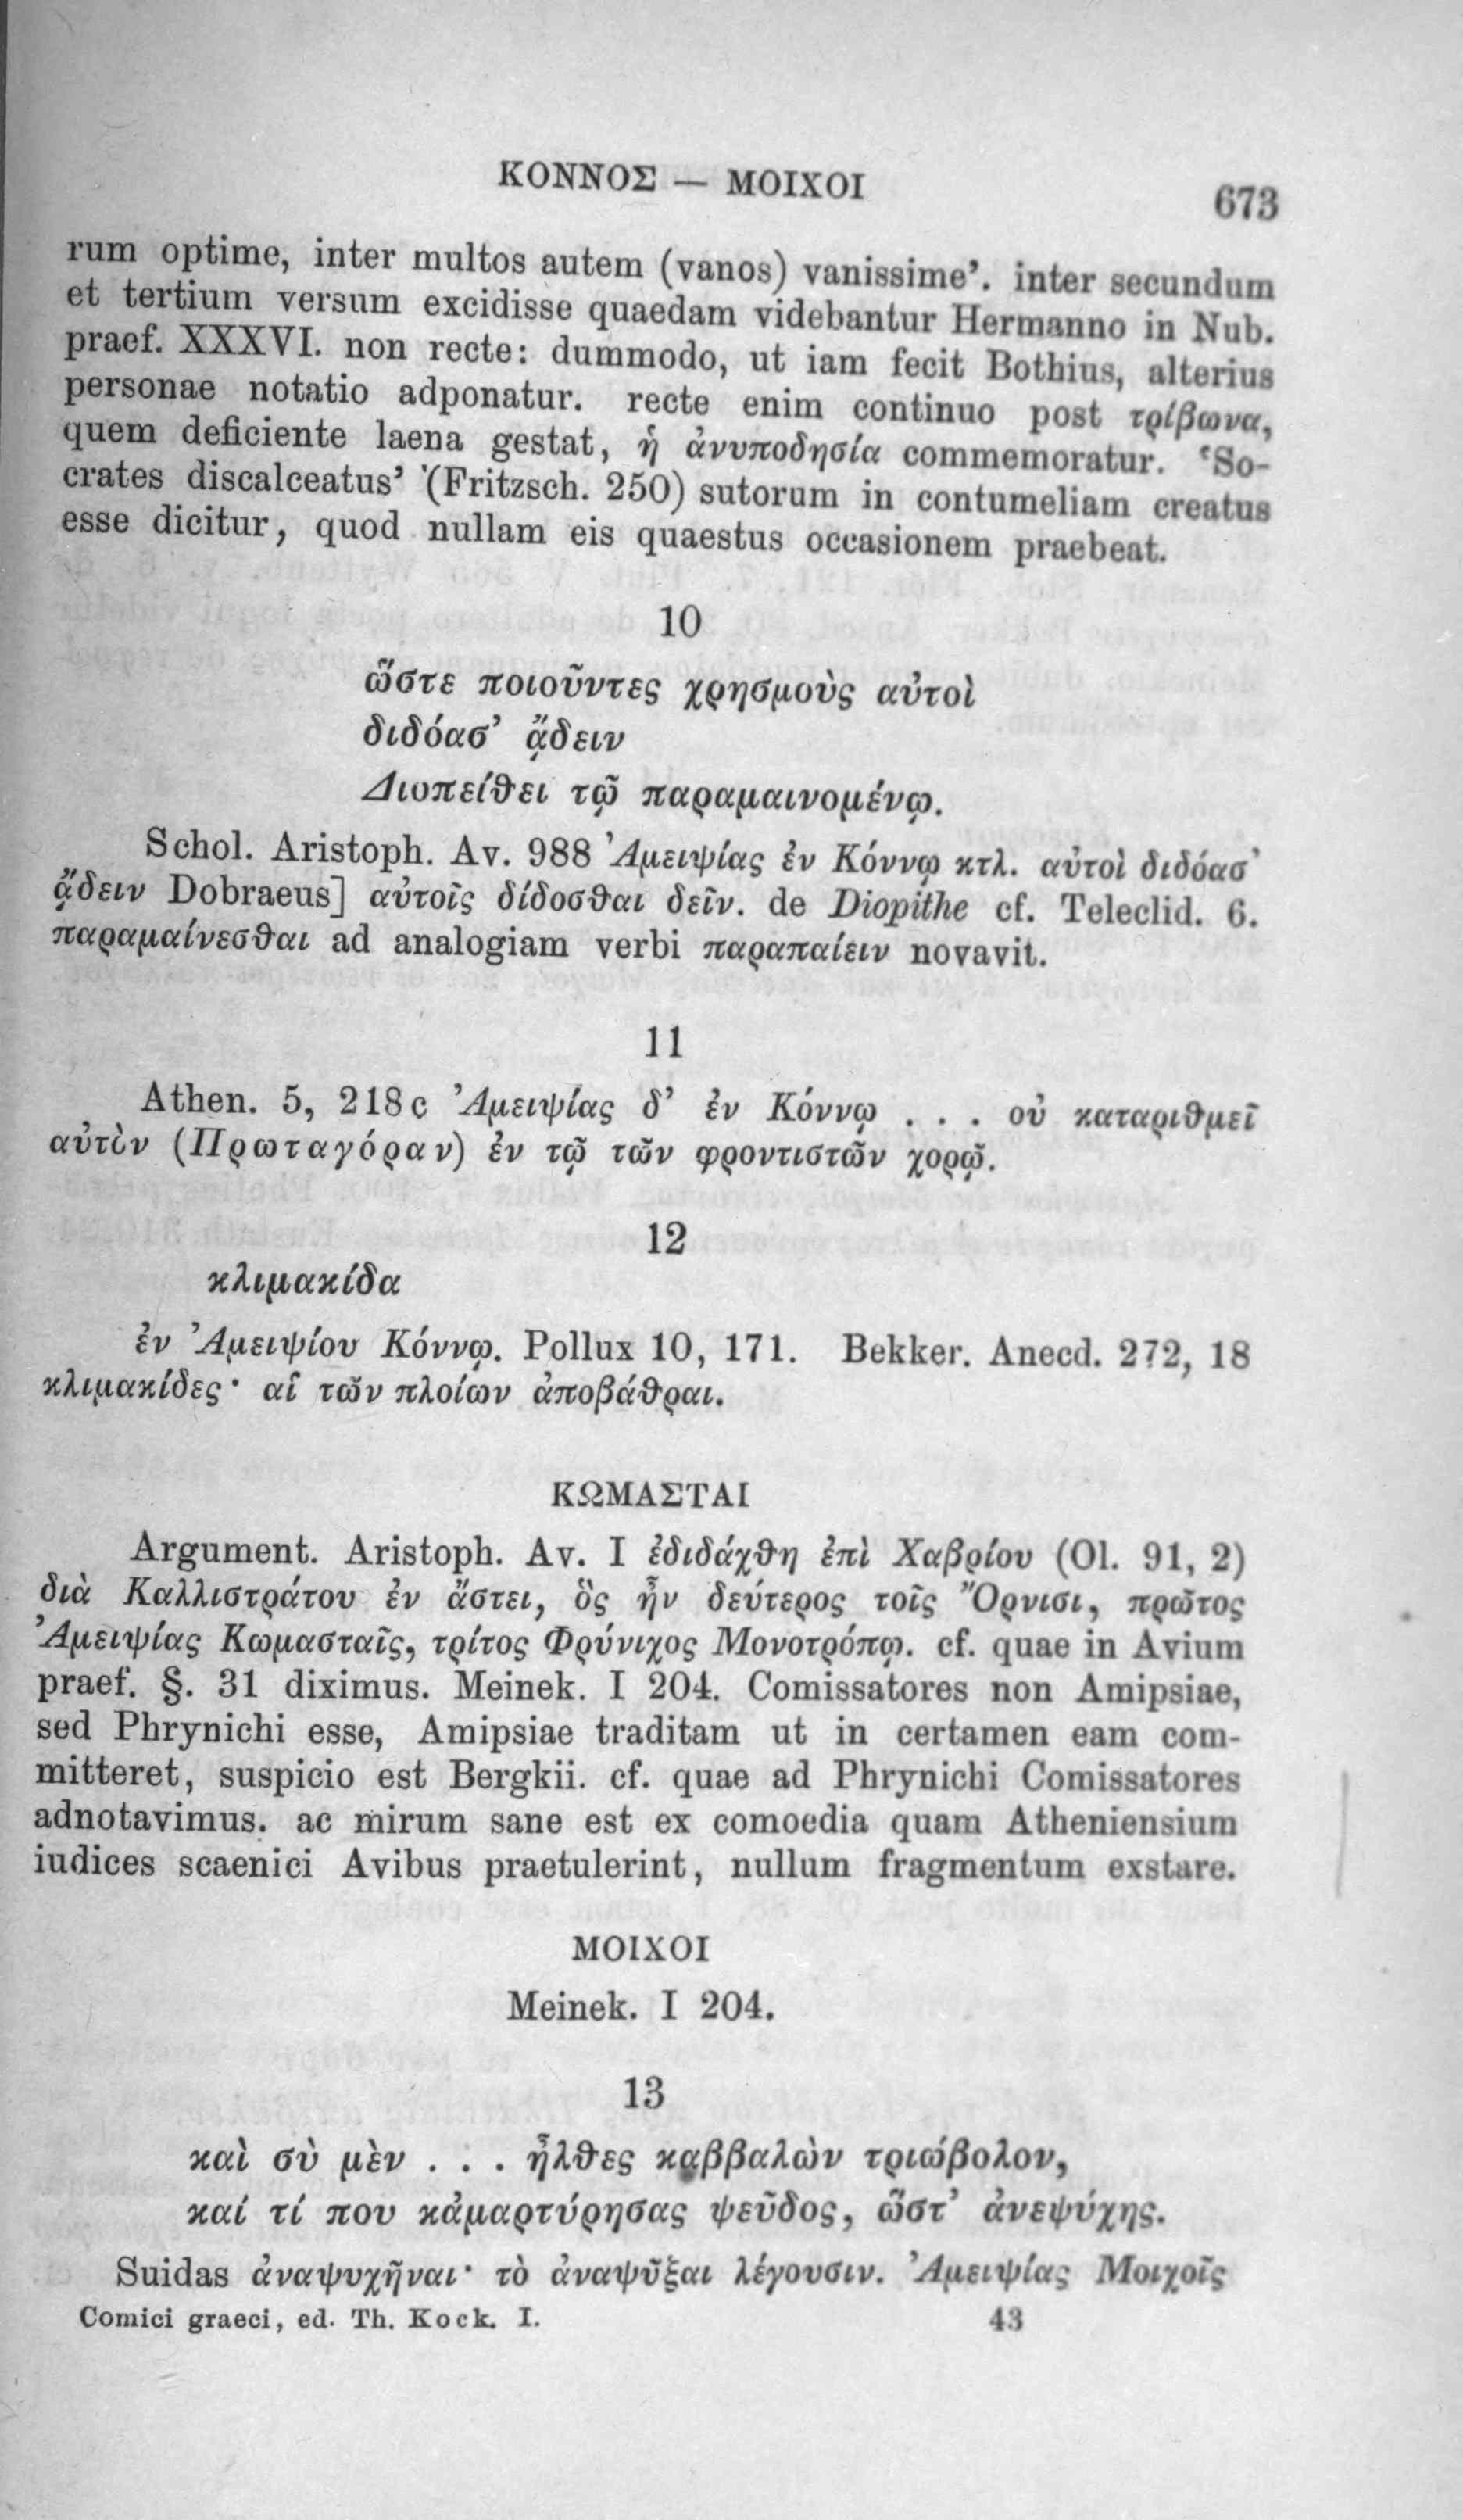 ΚΟΝΝΟΣ — ΜΟΙΧΟΙ 673
rum optime, inter multos autem (vanos) vanissime’. inter secundum
et tertium versum excidisse quaedam videbantur Hermanno in Nub.
praef. XXXVI. non recte: dummodo, ut iam fecit Bothius, alterius
personae notatio adponatur. recte enim continuo post τρίβωνα,
quem deficiente laena gestat, ἡ ἀνυποδησία commemoratur. ‘So-
crates discalceatus’ (Fritzsch. 250) sutorum in contumeliam creatus
esse dicitur, quod nullam eis quaestus occasionem praebeat.
10
ὥστε ποιοῦντες χρησμοὺς αὐτοὶ
διδόασ’ ᾄδειν
Διοπείθει τῷ παραμαινομένῳ.
Schol. Aristoph. Av. 988 Ἀμειψίας ἐν Κόννῳ κτλ. αὐτοὶ διδόασ’
ᾄδειν Dobraeus] αὐτοῖς δίδοσθαι δεῖν. de Diopithe cf. Teleclid. 6.
παραμαίνεσθαι ad analogiam verbi παραπαίειν novavit.
11
Athen. 5, 218c Ἀμειψίας δ’ ἐν Κόννῳ . . . οὐ καταριθμεῖ
αὐτὸν (Πρωταγόραν) ἐν τῷ τῶν φροντιστῶν χορῷ.
12
κλιμακίδα
ἐν Ἀμειψίου Κόννῳ. Pollux 10, 171. Bekker. Anecd. 272, 18
κλιμακίδες· αἱ τῶν πλοίων ἀποβάθραι.
ΚΩΜΑΣΤΑΙ
Argument. Aristoph. Av. I ἐδιδάχθη ἐπὶ Χαβρίου (Ol. 91, 2)
διὰ Καλλιστράτου ἐν ἄστει, ὃς ἦν δεύτερος τοῖς Ὄρνισι, πρῶτος
Ἀμειψίας Κωμασταῖς, τρίτος Φρύνιχος Μονοτρόπῳ. cf. quae in Avium
praef. §. 31 diximus. Meinek. I 204. Comissatores non Amipsiae,
sed Phrynichi esse, Amipsiae traditam ut in certamen eam com-
mitteret, suspicio est Bergkii. cf. quae ad Phrynichi Comissatores
adnotavimus. ac mirum sane est ex comoedia quam Atheniensium
iudices scaenici Avibus praetulerint, nullum fragmentum exstare.
ΜΟΙΧΟΙ
Meinek. I 204.
13
καὶ σὺ μὲν . . . ἦλθες καββαλὼν τριώβολον,
καί τί που κἀμαρτύρησας ψεῦδος, ὥστ’ ἀνεψύχης.
Suidas ἀναψυχῆναι· τὸ ἀναψῦξαι λέγουσιν. Ἀμειψίας Μοιχοῖς
Comici graeci, ed. Th. Kock. I. 43